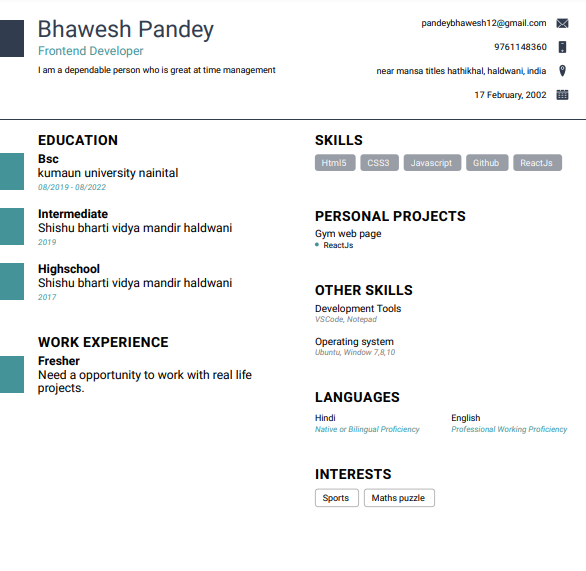 Bhawesh Pandey
Frontend Developer
I am a dependable person who is great at time management
pandeybhawesh12@gmail.com
9761148360
near mansa titles hathikhal, haldwani, india
17 February, 2002
EDUCATION
Bsc
kumaun university nainital
08/2019 - 08/2022
Intermediate
Shishu bharti vidya mandir haldwani
2019
Highschool
Shishu bharti vidya mandir haldwani
2017
WORK EXPERIENCE
Fresher
Need a opportunity to work with real life
projects.
SKILLS
Html5 CSS3 Javascript Github ReactJs
PERSONAL PROJECTS
Gym web page
ReactJs
OTHER SKILLS
Development Tools
VSCode, Notepad
Operating system
Ubuntu, Window 7,8,10
LANGUAGES
Hindi
Native or Bilingual Proficiency
English
Professional Working Proficiency
INTERESTS
Sports Maths puzzle